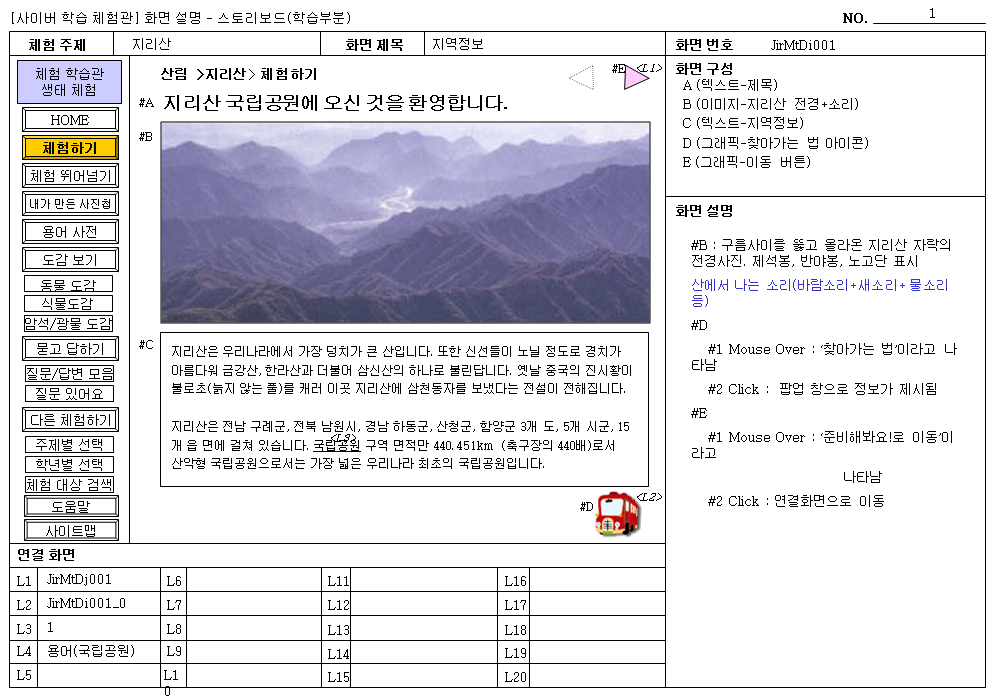 [사이버 학습 체험관] 화면 설명 - 스토리보드(학습부분)
NO. 1
체험 주제
지리산
화면 제목
지역정보
화면 번호 JirMtDi001
체험 학습관
생태 체험
HOME
체험하기
체험 뛰어넘기
내가 만든 사진첩
용어 사전
도감 보기
동물 도감
식물도감
암석/광물 도감
묻고 답하기
질문/답변 모음
질문 있어요
다른 체험하기
주제별 선택
학년별 선택
체험 대상 검색
도움말
사이트맵
산림 >지리산> 체험하기
#E <L1>
#A 지리산 국립공원에 오신 것을 환영합니다.
#B
#C
지리산은 우리나라에서 가장 덩치가 큰 산입니다. 또한 신선들이 노닐 정도로 경치가
아름다워 금강산, 한라산과 더불어 삼신산의 하나로 불린답니다. 옛날 중국의 진시황이
불로초(늙지 않는 풀)를 캐러 이곳 지리산에 삼천동자를 보냈다는 전설이 전해집니다.
지리산은 전남 구례군, 전북 남원시, 경남 하동군, 산청군, 함양군 3개 도, 5개 시군, 15
개 읍 면에 걸쳐 있습니다. 국립공원 구역 면적만 440.451km (축구장의 440배)로서
<L3>
산악형 국립공원으로서는 가장 넓은 우리나라 최초의 국립공원입니다.
#D <L2>
화면 구성
A (텍스트-제목)
B (이미지-지리산 전경+소리)
C (텍스트-지역정보)
D (그래픽-찾아가는 법 아이콘)
E (그래픽-이동 버튼)
화면 설명
#B : 구름사이를 뚫고 올라온 지리산 자락의
전경사진. 제석봉, 반야봉, 노고단 표시
산에서 나는 소리(바람소리+새소리+ 물소리
등)
#D
#1 Mouse Over : ‘찾아가는 법’이라고 나
타남
#2 Click : 팝업 창으로 정보가 제시됨
#E
#1 Mouse Over : ‘준비해봐요!로 이동’이
라고
나타남
#2 Click : 연결화면으로 이동
연결 화면
L1 JirMtDj001 L6 L11 L16
L2 JirMtDi001_0 L7 L12 L17
L3 1 L8 L13 L18
L4 용어(국립공원) L9 L14 L19
L5 L10 L15 L20